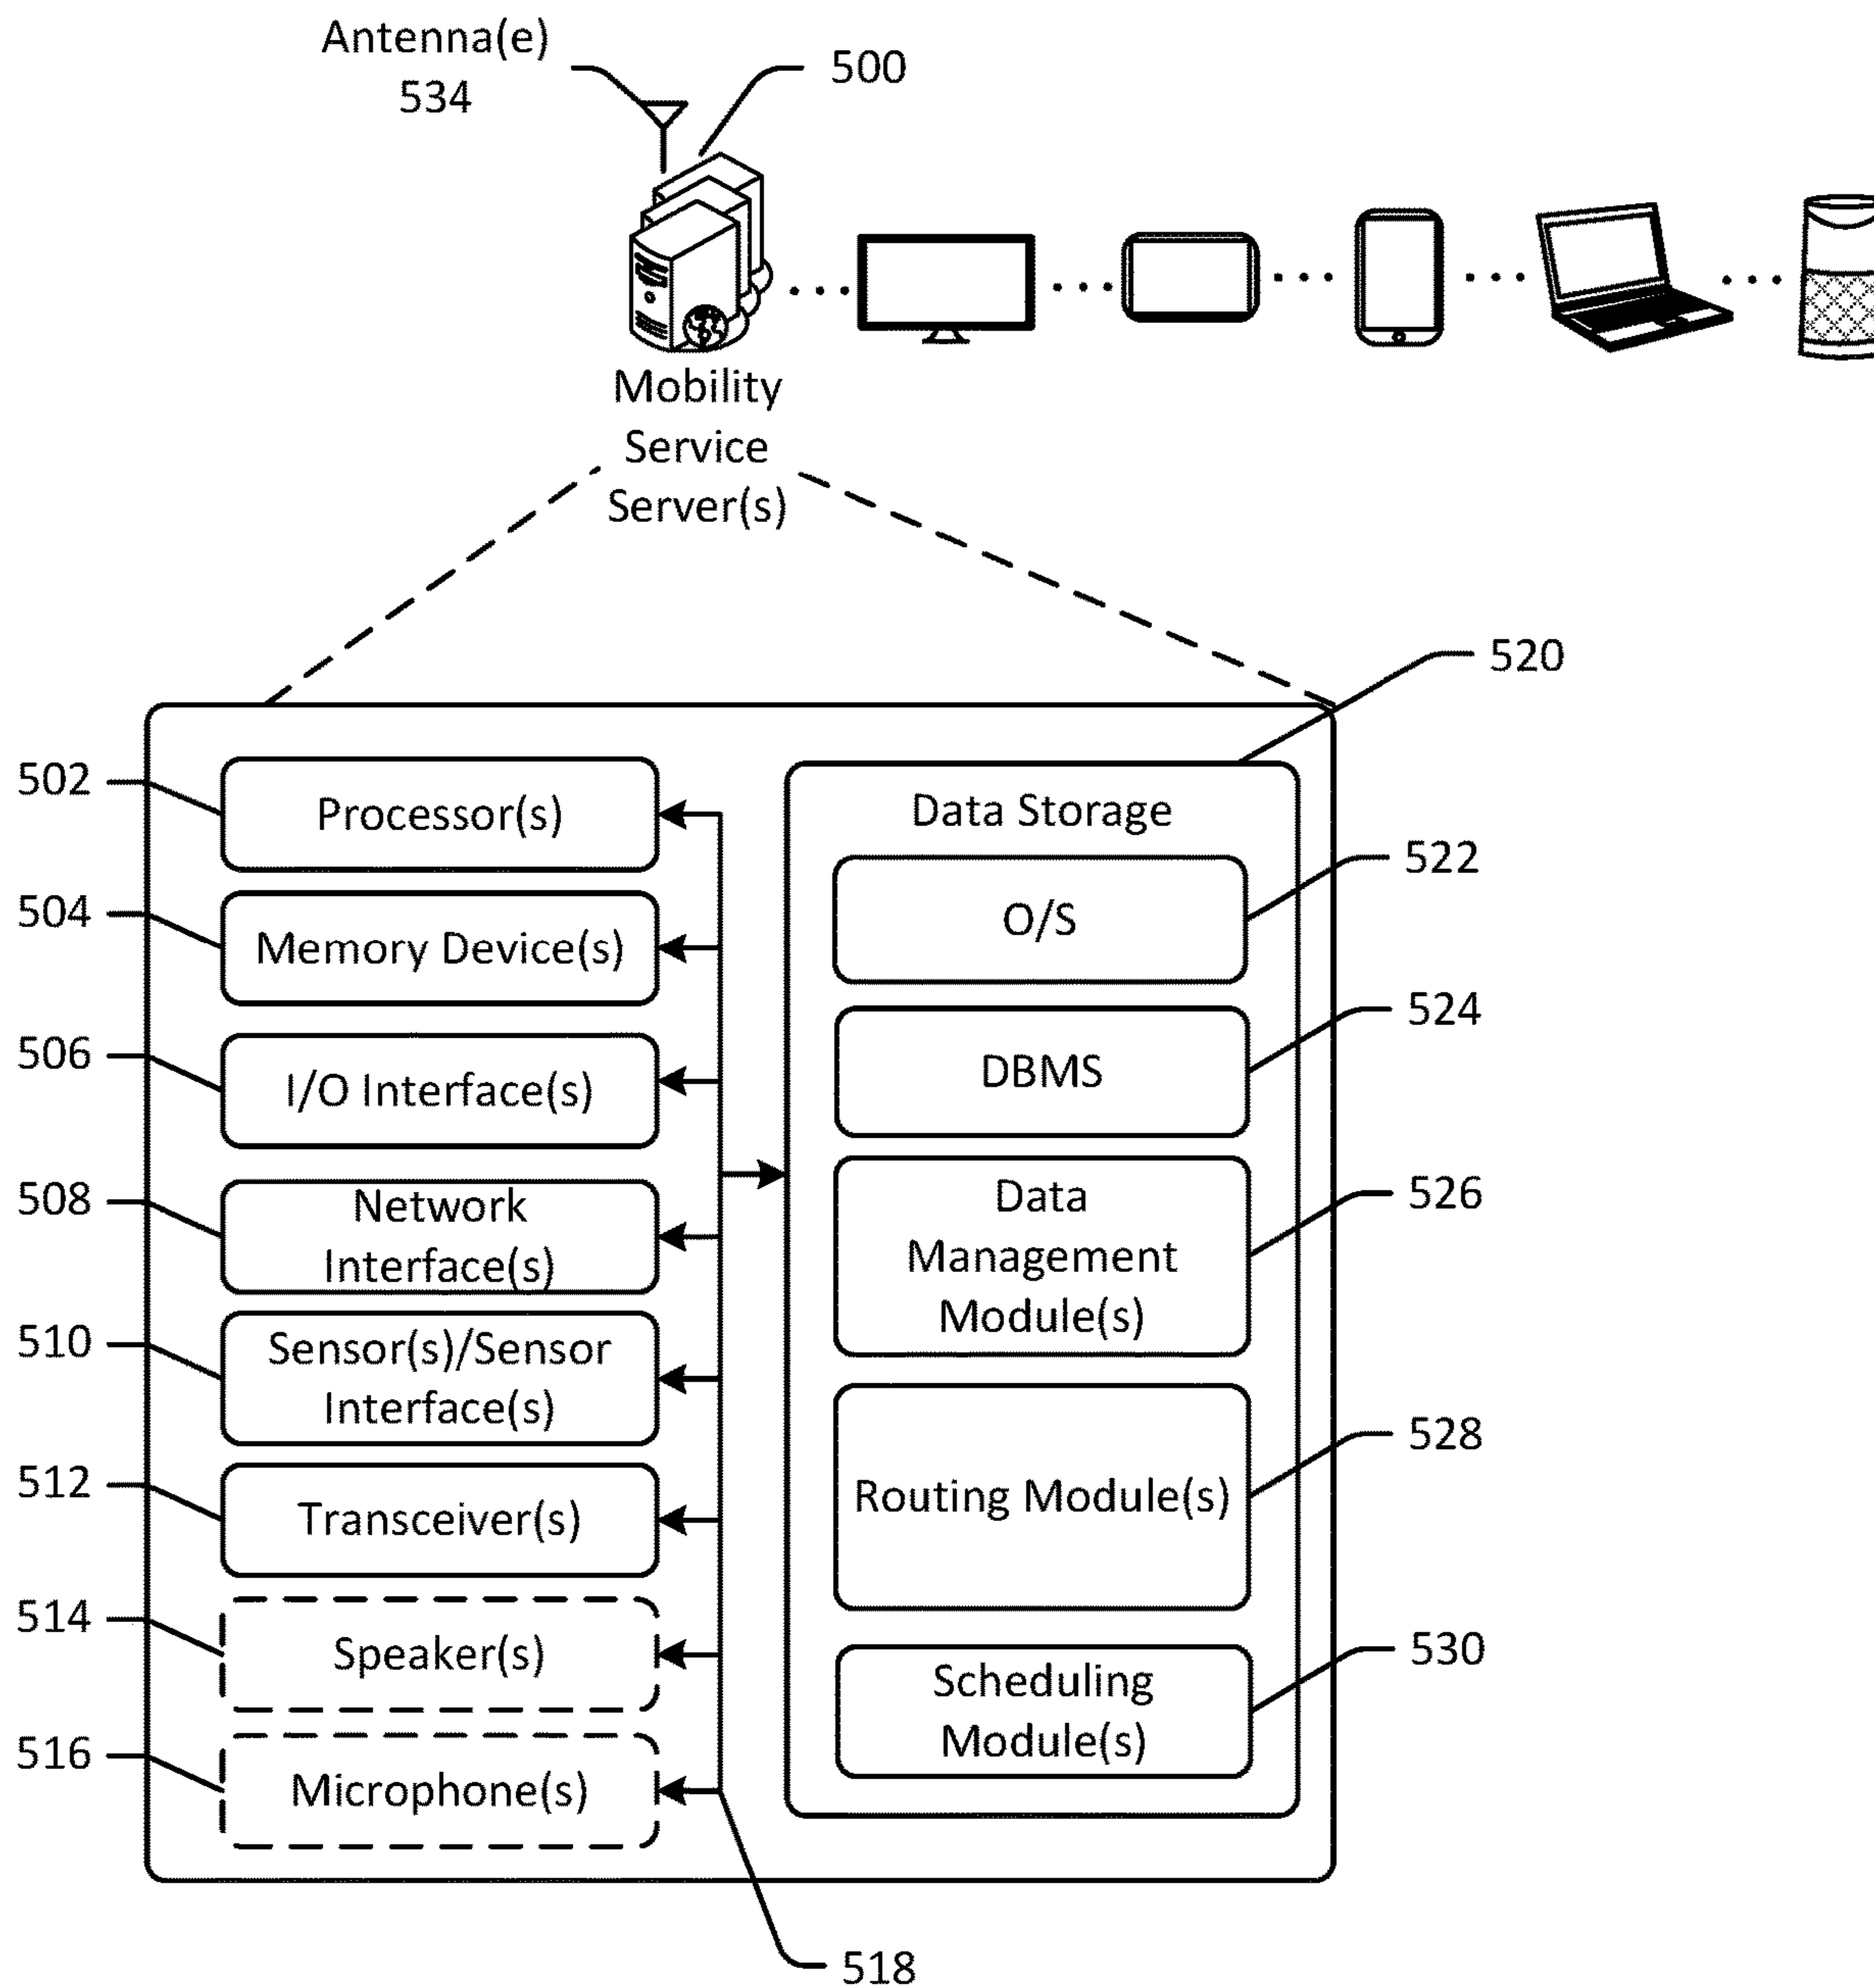 Antenna(e)
534
500
Mobility
Service
Server(s)
520
502
Processor(s)
504
Memory Device(s)
506
I/O Interface(s)
508
Network
Interface(s)
510
Sensor(s)/Sensor
Interface(s)
512
Transceiver(s)
514
Speaker(s)
516
Microphone(s)
518
Data Storage
O/S
522
DBMS
524
Data
Management
Module(s)
526
Routing Module(s)
528
Scheduling
Module(s)
530